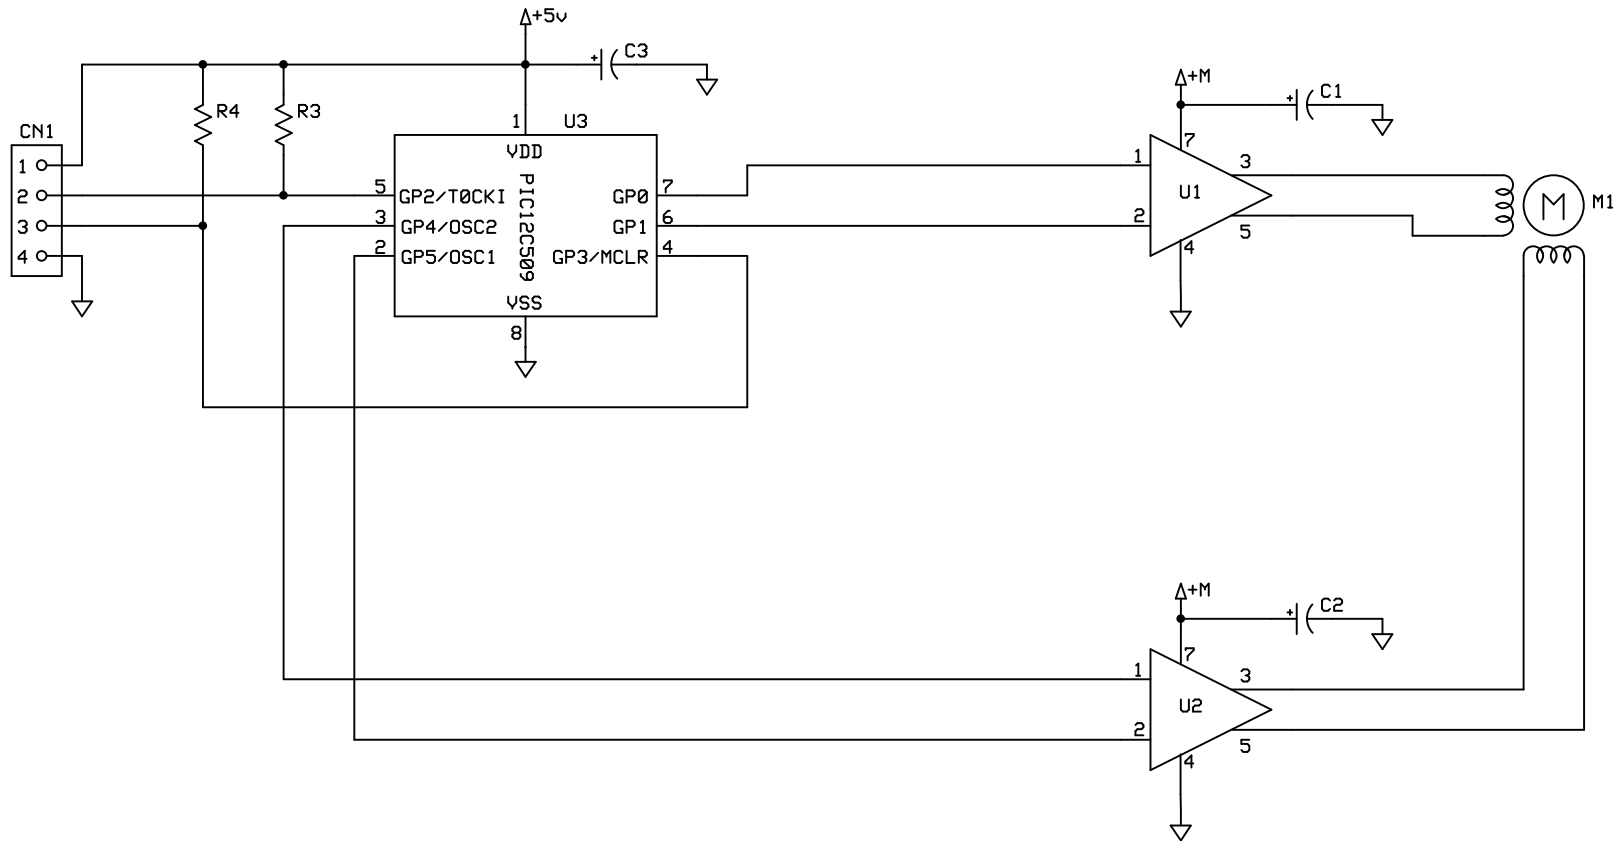 +5v
C3
+M
C1
R4
R3
CN1
1
U3
7
1
VDD
1
3
2
5
GP2/T0CKI
PIC12C509
GP0
7
U1
M
M1
3
3
GP4/OSC2
GP1
6
2
5
4
2
GP5/OSC1
GP3/MCLR
4
4
VSS
8
+M
C2
7
1
3
U2
2
5
4